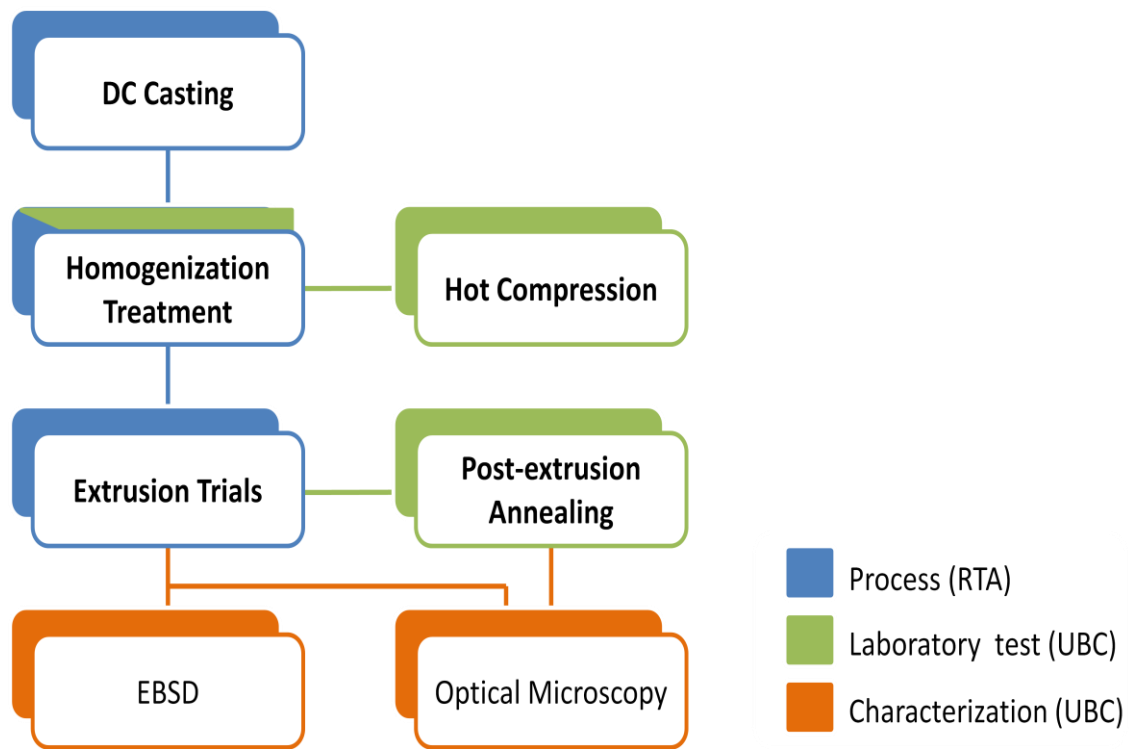 DC Casting
Homogenization
Treatment
Hot Compression
Extrusion Trials
Post-extrusion
Annealing
EBSD
Optical Microscopy
Process (RTA)
Laboratory test (UBC)
Characterization (UBC)